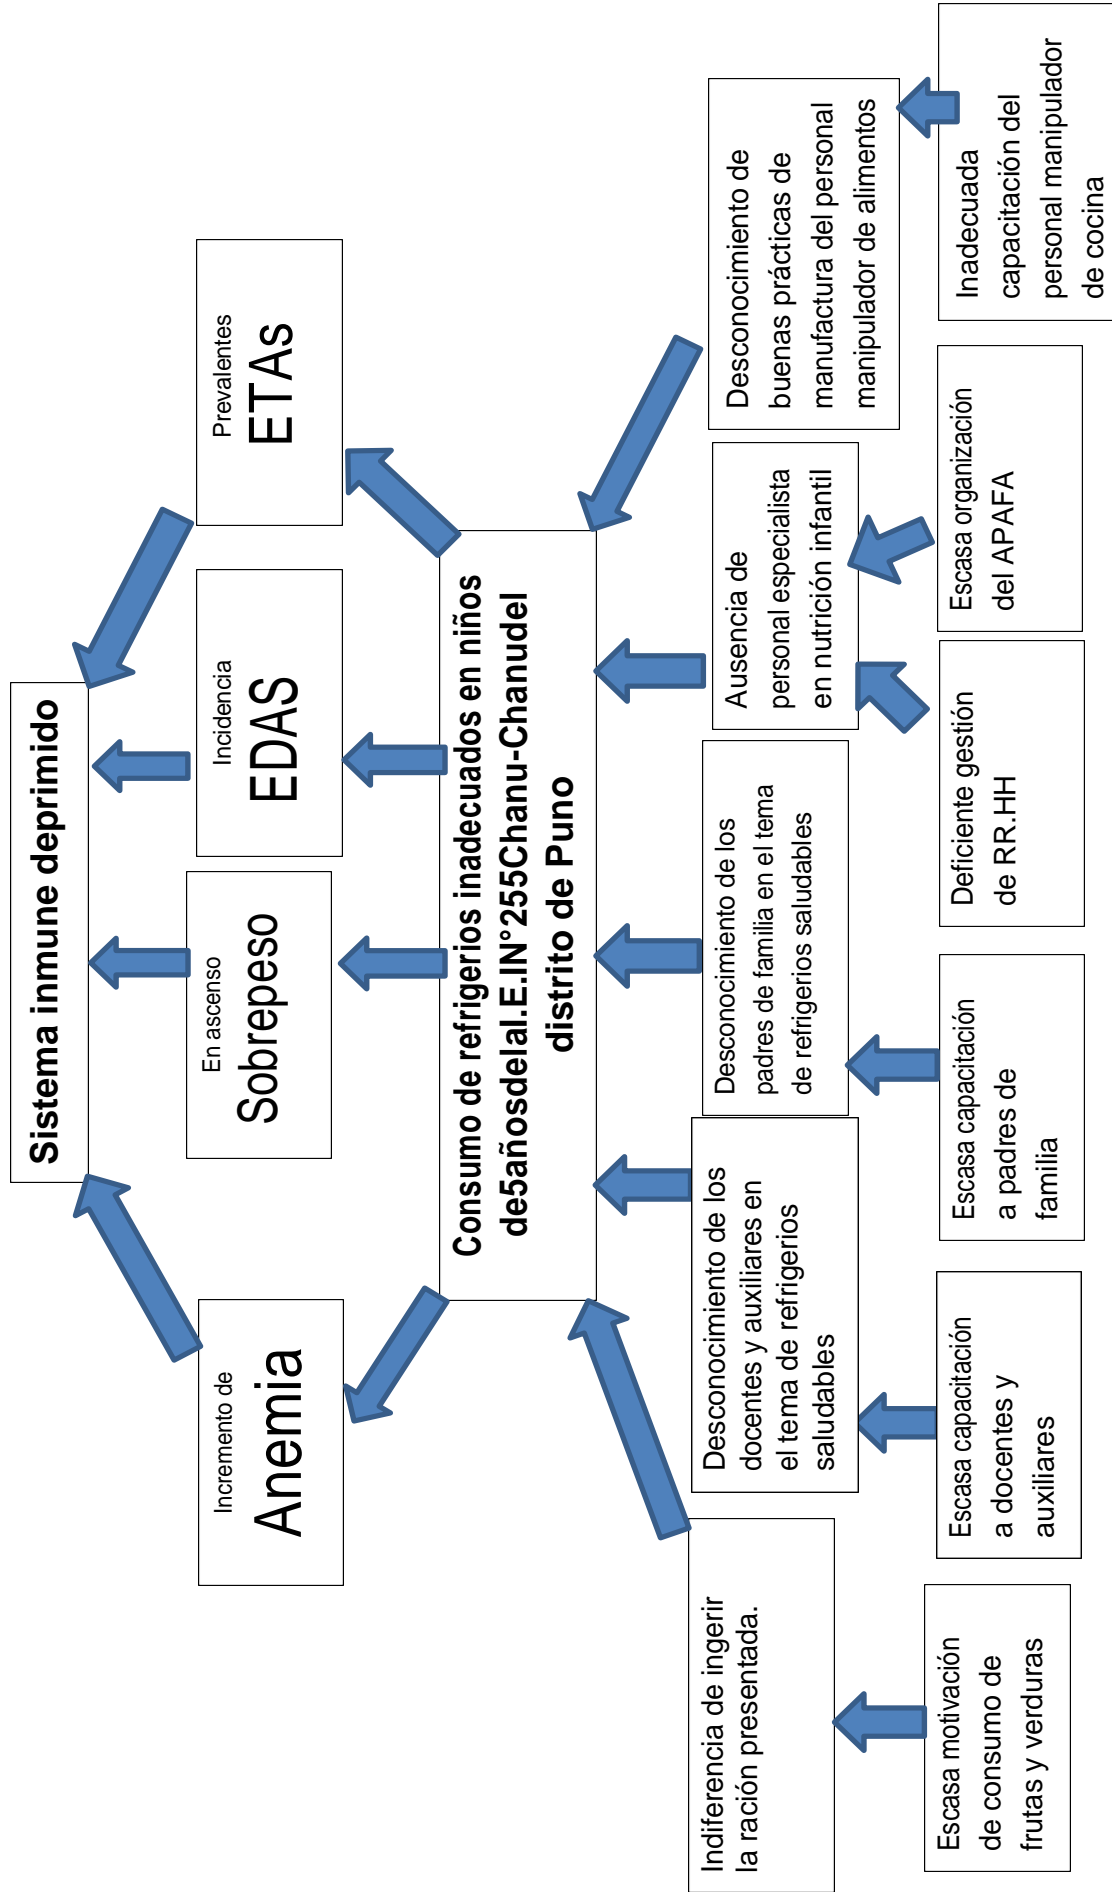 Sistema inmune deprimido
Incremento de
Anemia
En ascenso
Sobrepeso
Incidencia
EDAS
Prevalentes
ETAs
Consumo de refrigerios inadecuados en niños
de5añosdelaI.E.IN°255Chanu-Chanudel
distrito de Puno
Indiferencia de ingerir
la ración presentada.
Desconocimiento de los
docentes y auxiliares en
el tema de refrigerios
saludables
Desconocimiento de los
padres de familia en el tema
de refrigerios saludables
Ausencia de
personal especialista
en nutrición infantil
Desconocimiento de
buenas prácticas de
manufactura del personal
manipulador de alimentos
Escasa motivación
de consumo de
frutas y verduras
Escasa capacitación
a docentes y
auxiliares
Escasa capacitación
a padres de
familia
Deficiente gestión
de RR.HH
Escasa organización
del APAFA
Inadecuada
capacitación del
personal manipulador
de cocina